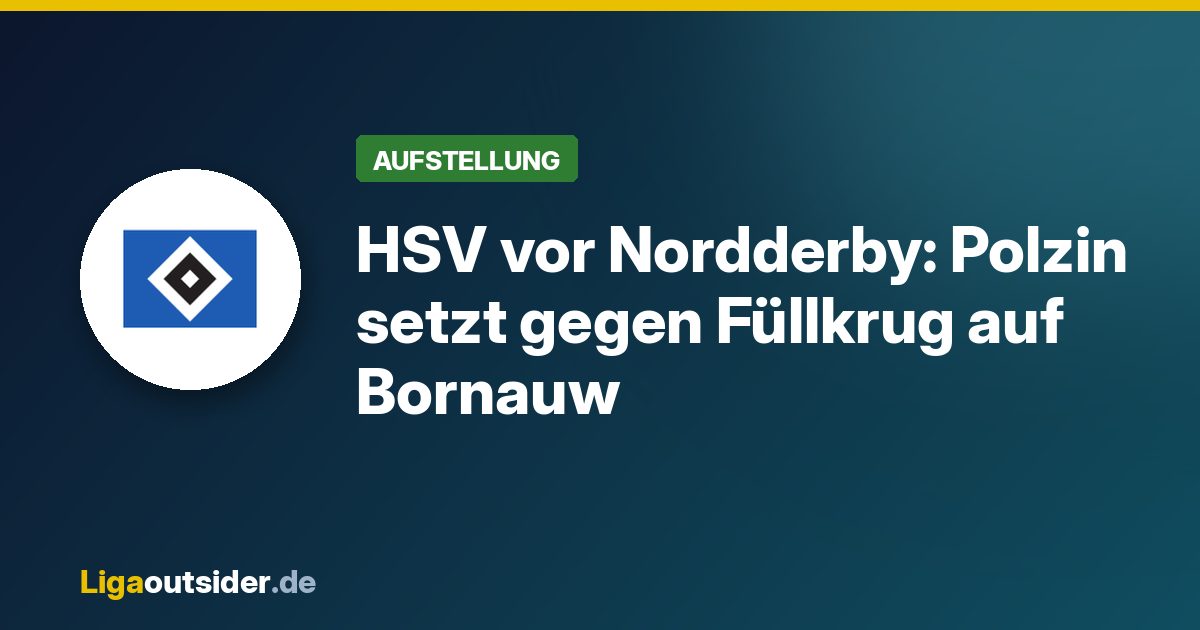 AUFSTELLUNG
HSV vor Nordderby: Polzin
setzt gegen Füllkrug auf
Bornauw
Ligaoutsider.de